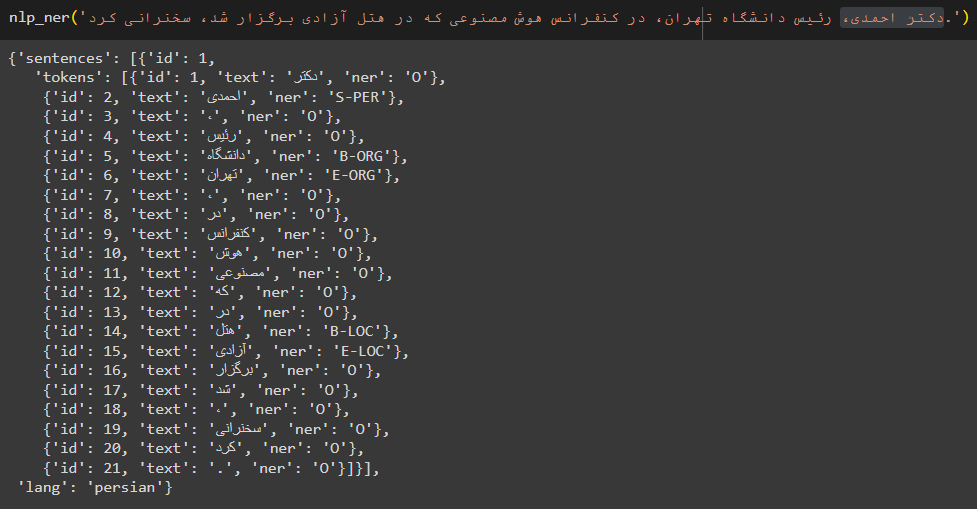 nlp_ner('دکتر احمدی، رئیس دانشگاه تهران، در کنفرانس هوش مصنوعی که در هتل آزادی برگزار شد، سخنرانی کرد.')
{'sentences': [{'id': 1,
'tokens': [{'id': 1, 'text': 'دکتر', 'ner': 'O'},
{'id': 2, 'text': 'احمدی', 'ner': 'S-PER'},
{'id': 3, 'text': '،', 'ner': 'O'},
{'id': 4, 'text': 'رئیس', 'ner': 'O'},
{'id': 5, 'text': 'دانشگاه', 'ner': 'B-ORG'},
{'id': 6, 'text': 'تهران', 'ner': 'E-ORG'},
{'id': 7, 'text': '،', 'ner': 'O'},
{'id': 8, 'text': 'در', 'ner': 'O'},
{'id': 9, 'text': 'کنفرانس', 'ner': 'O'},
{'id': 10, 'text': 'هوش', 'ner': 'O'},
{'id': 11, 'text': 'مصنوعی', 'ner': 'O'},
{'id': 12, 'text': 'که', 'ner': 'O'},
{'id': 13, 'text': 'در', 'ner': 'O'},
{'id': 14, 'text': 'هتل', 'ner': 'B-LOC'},
{'id': 15, 'text': 'آزادی', 'ner': 'E-LOC'},
{'id': 16, 'text': 'برگزار', 'ner': 'O'},
{'id': 17, 'text': 'شد', 'ner': 'O'},
{'id': 18, 'text': '،', 'ner': 'O'},
{'id': 19, 'text': 'سخنرانی', 'ner': 'O'},
{'id': 20, 'text': 'کرد', 'ner': 'O'},
{'id': 21, 'text': '.', 'ner': 'O'}]}],
'lang': 'persian'}